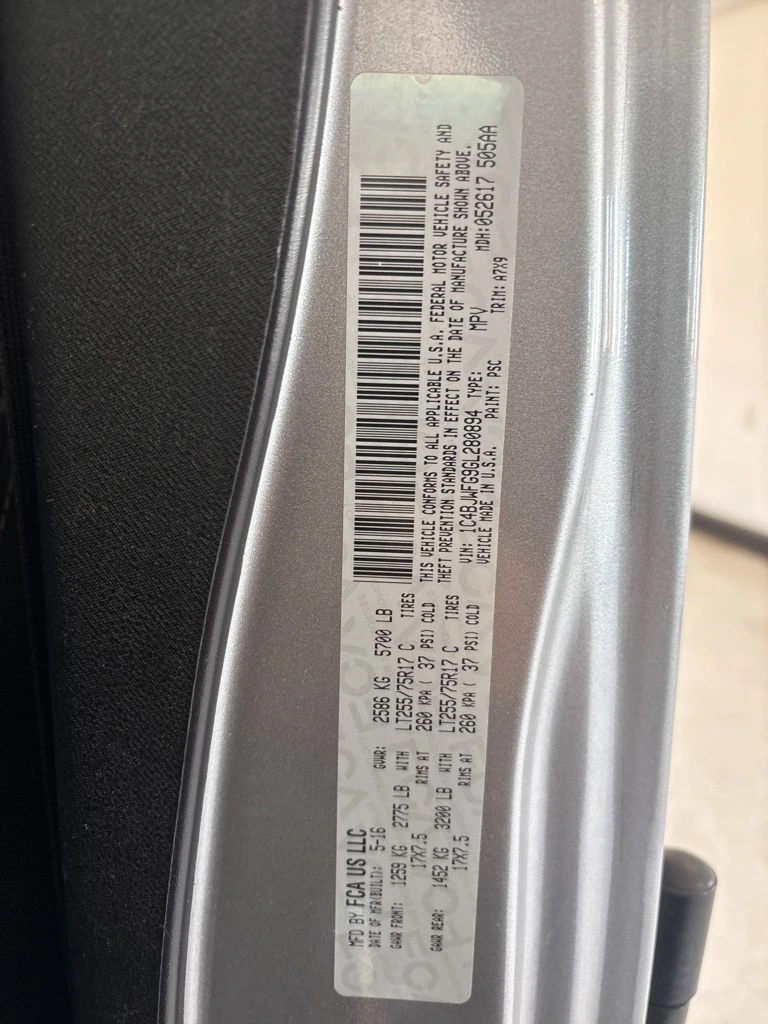 MFD BY FCA US LLC
DATE OF MFR(BUILT): 5-16 GVWR: 2586 KG 5700 LB
GAWR FRONT: 1259 KG 2775 LB WITH LT255/75R17 C TIRES
17X7.5 RIMS AT 260 KPA ( 37 PSI) COLD
GAWR REAR: 1452 KG 3200 LB WITH LT255/75R17 C TIRES
17X7.5 RIMS AT 260 KPA ( 37 PSI) COLD
THIS VEHICLE CONFORMS TO ALL APPLICABLE U.S.A. FEDERAL MOTOR VEHICLE SAFETY AND
THEFT PREVENTION STANDARDS IN EFFECT ON THE DATE OF MANUFACTURE SHOWN ABOVE.
VIN: 1C4BJWFG9GL280894 TYPE: MPV MDH: 052617 505AA
VEHICLE MADE IN U.S.A. PAINT: PSC TRIM: A7X9